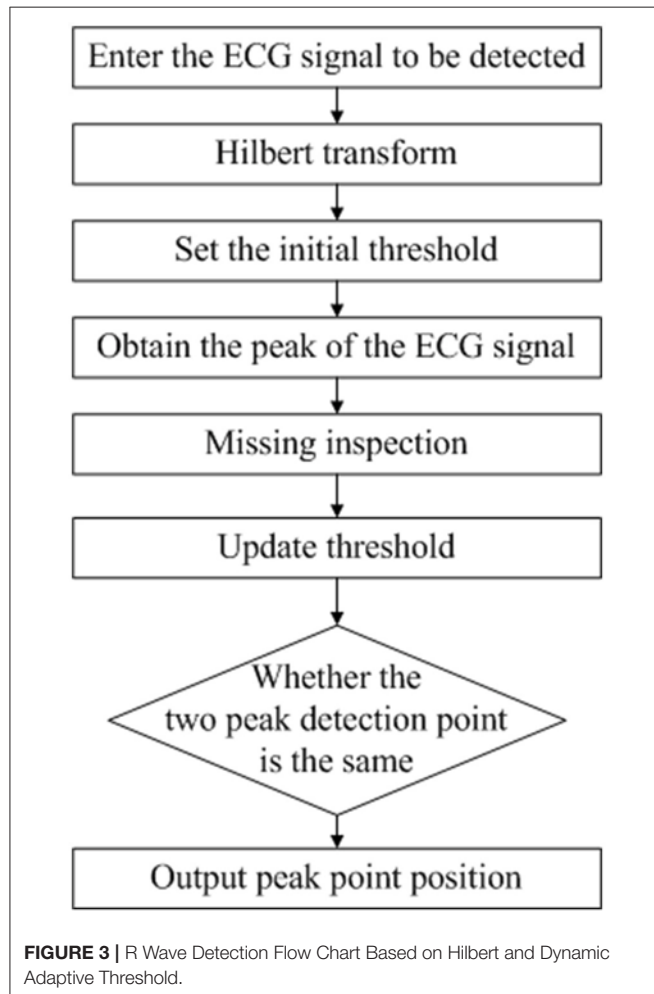 Enter the ECG signal to be detected
Hilbert transform
Set the initial threshold
Obtain the peak of the ECG signal
Missing inspection
Update threshold
Whether the
two peak detection point
is the same
Output peak point position
FIGURE 3 | R Wave Detection Flow Chart Based on Hilbert and Dynamic
Adaptive Threshold.